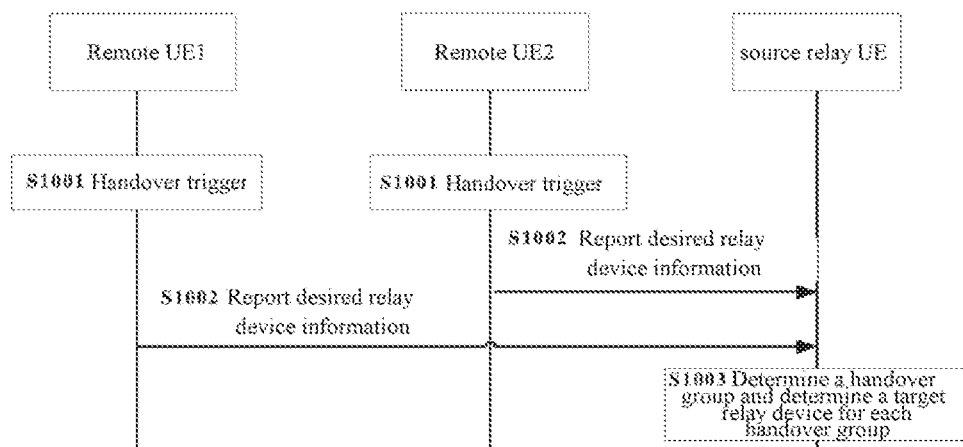 Remote UE1
Remote UE2
source relay UE
S1001 Handover trigger
S1001 Handover trigger
S1002 Report desired relay
device information
S1002 Report desired relay
device information
S1003 Determine a handover
group and determine a target
relay device for each
handover group